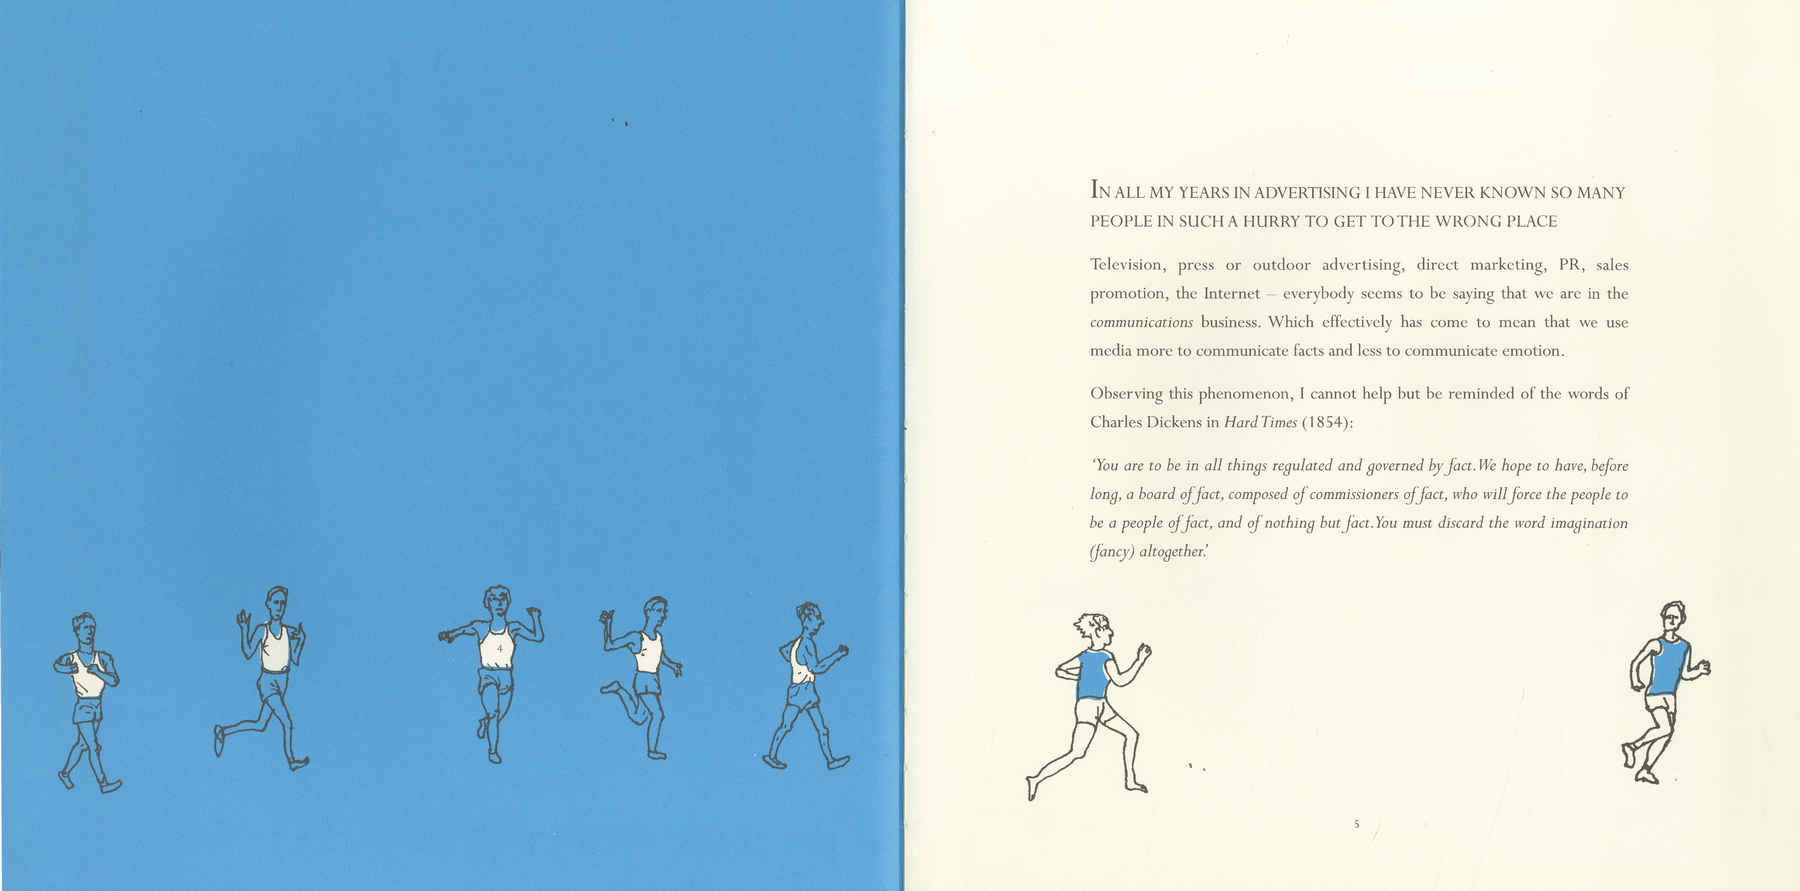 4
IN ALL MY YEARS IN ADVERTISING I HAVE NEVER KNOWN SO MANY
PEOPLE IN SUCH A HURRY TO GET TO THE WRONG PLACE
Television, press or outdoor advertising, direct marketing, PR, sales
promotion, the Internet – everybody seems to be saying that we are in the
communications business. Which effectively has come to mean that we use
media more to communicate facts and less to communicate emotion.
Observing this phenomenon, I cannot help but be reminded of the words of
Charles Dickens in Hard Times (1854):
‘You are to be in all things regulated and governed by fact. We hope to have, before
long, a board of fact, composed of commissioners of fact, who will force the people to
be a people of fact, and of nothing but fact. You must discard the word imagination
(fancy) altogether.’
5